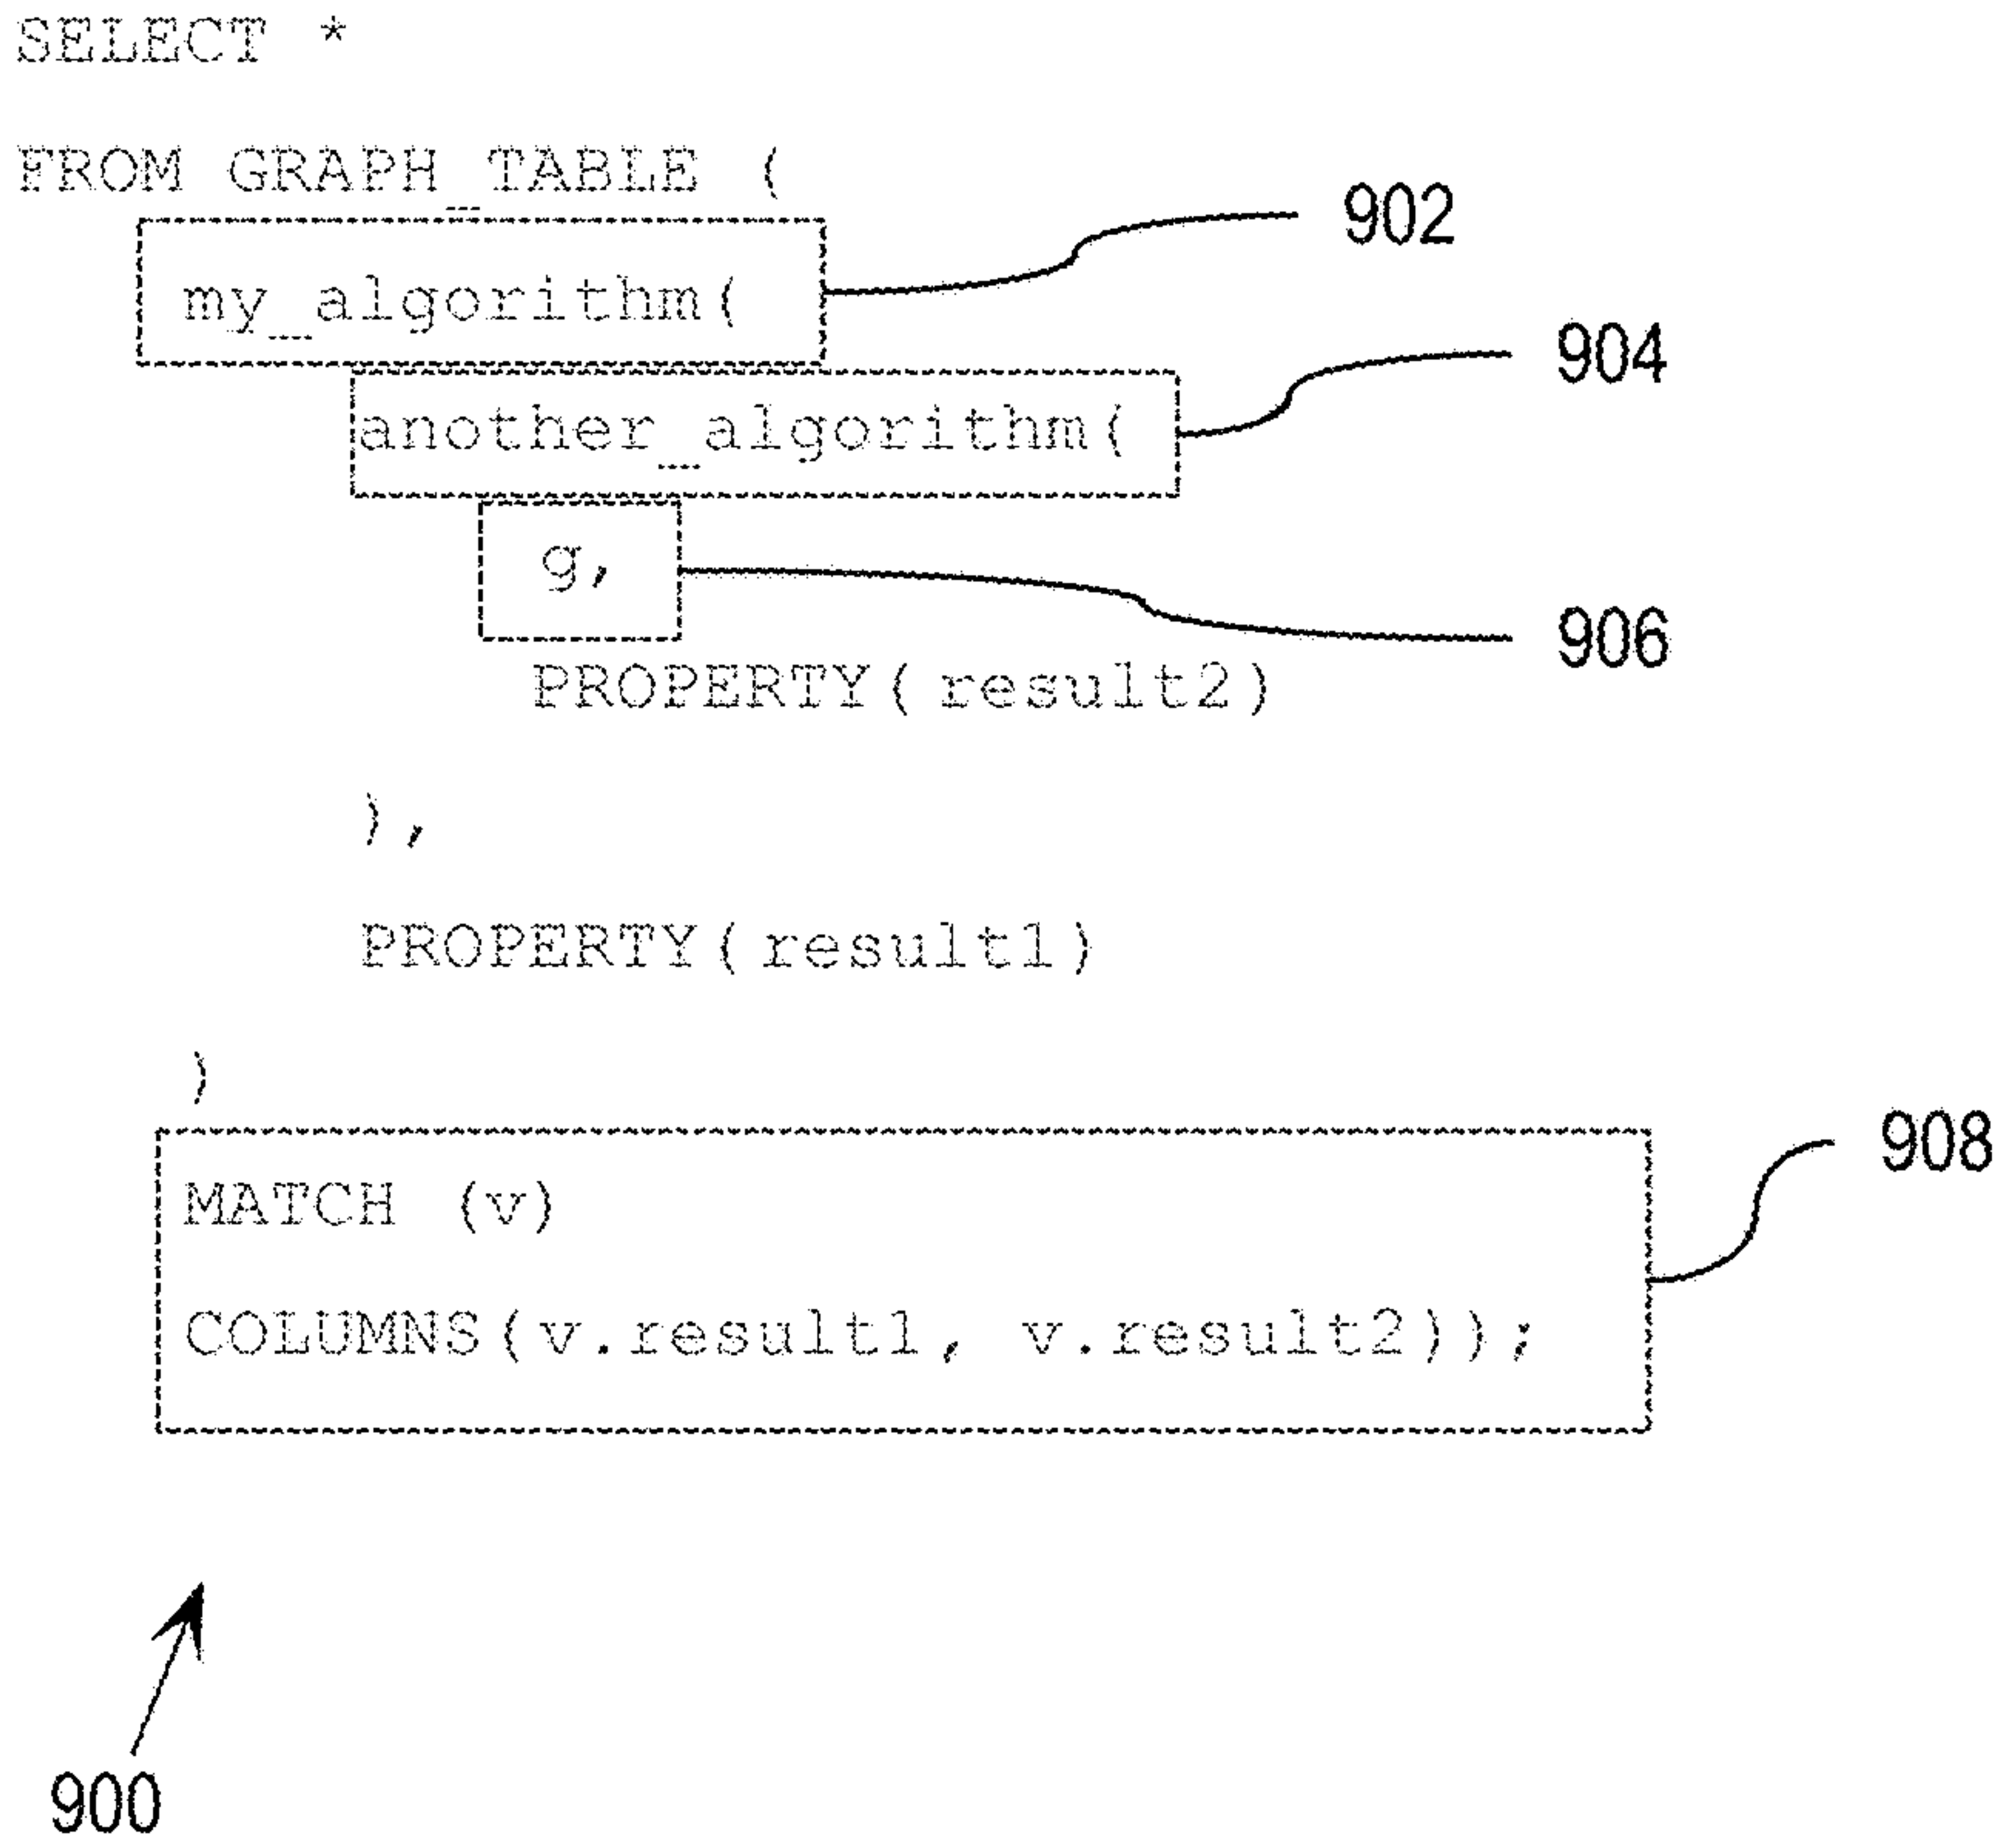 SELECT *
FROM GRAPH_TABLE (
902
my_algorithm(
904
another_algorithm(
g,
906
PROPERTY(result2)
),
PROPERTY(result1)
)
908
MATCH (v)
COLUMNS(v.result1, v.result2));
900